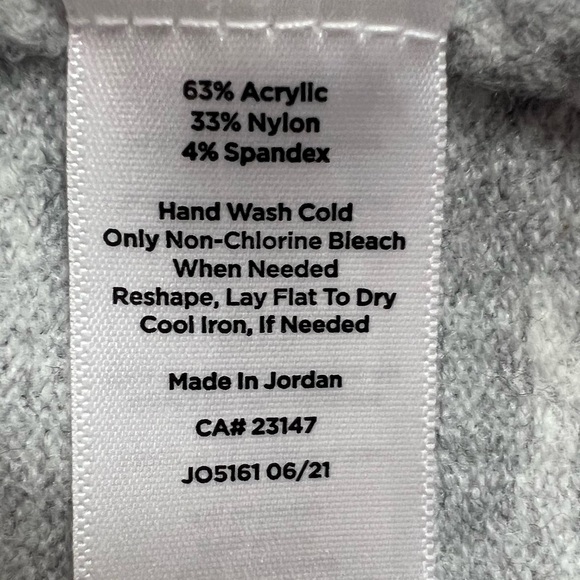 63% Acrylic
33% Nylon
4% Spandex
Hand Wash Cold
Only Non-Chlorine Bleach
When Needed
Reshape, Lay Flat To Dry
Cool Iron, If Needed
Made In Jordan
CA# 23147
JO5161 06/21